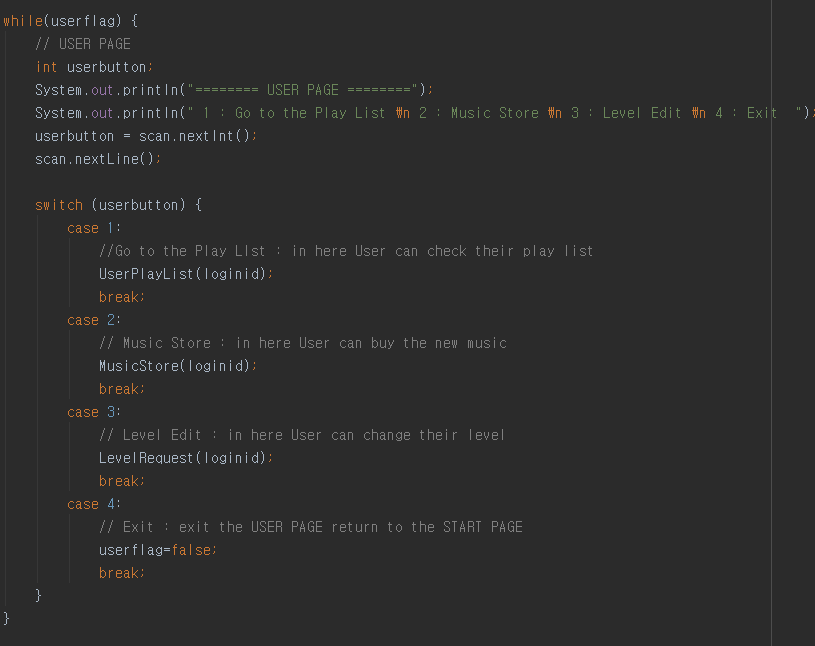 while(userflag) {
    // USER PAGE
    int userbutton;
    System.out.println("======== USER PAGE ========");
    System.out.println(" 1 : Go to the Play List ₩n 2 : Music Store ₩n 3 : Level Edit ₩n 4 : Exit  ");
    userbutton = scan.nextInt();
    scan.nextLine();

    switch (userbutton) {
        case 1:
            //Go to the Play LIst : in here User can check their play list
            UserPlayList(loginid);
            break;
        case 2:
            // Music Store : in here User can buy the new music
            MusicStore(loginid);
            break;
        case 3:
            // Level Edit : in here User can change their level
            LevelRequest(loginid);
            break;
        case 4:
            // Exit : exit the USER PAGE return to the START PAGE
            userflag=false;
            break;
    }
}